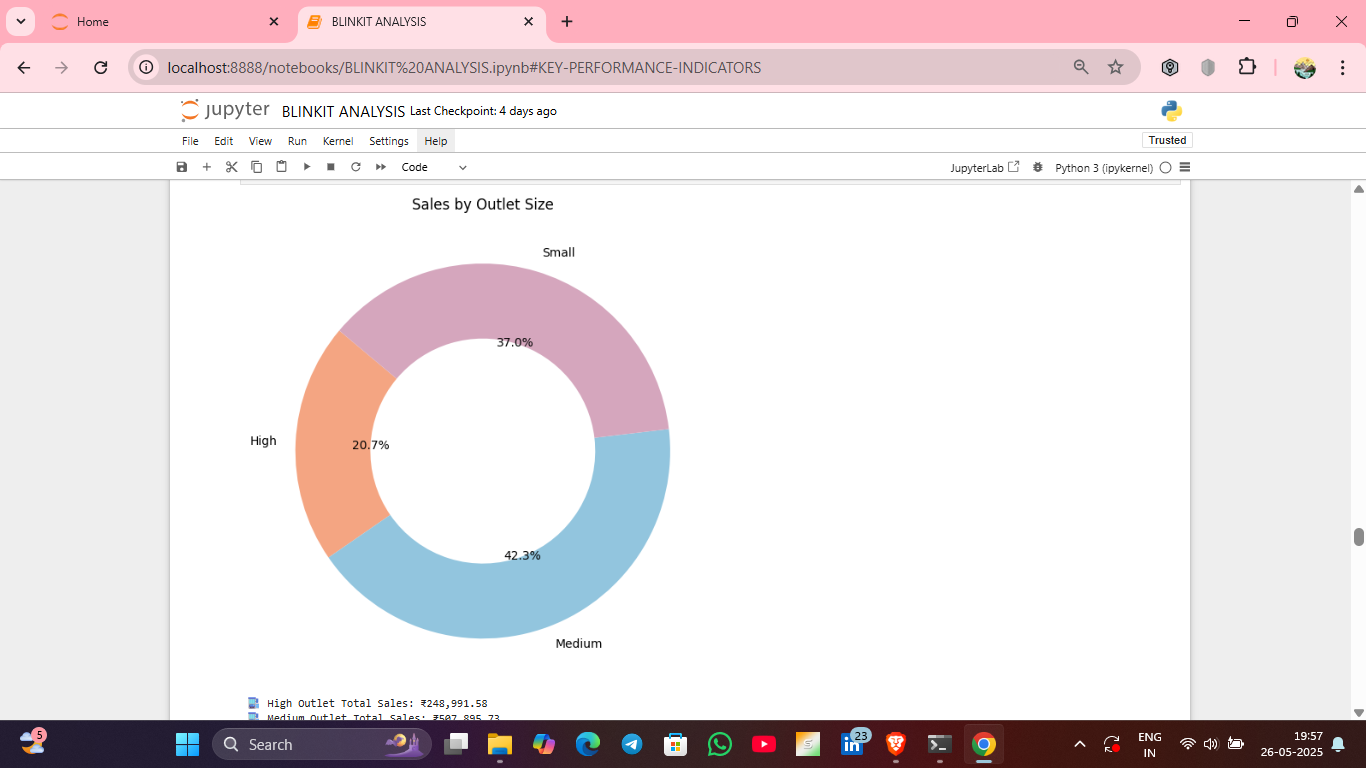 Home
BLINKIT ANALYSIS
localhost:8888/notebooks/BLINKIT%20ANALYSIS.ipynb#KEY-PERFORMANCE-INDICATORS
jupyter BLINKIT ANALYSIS Last Checkpoint: 4 days ago
File Edit View Run Kernel Settings Help
Trusted
Code
JupyterLab
Python 3 (ipykernel)
Sales by Outlet Size
Small
37.0%
High
20.7%
42.3%
Medium
High Outlet Total Sales: ₹248,991.58
Medium Outlet Total Sales: ₹507,895.73
5
Search
23
ENG
IN
19:57
26-05-2025